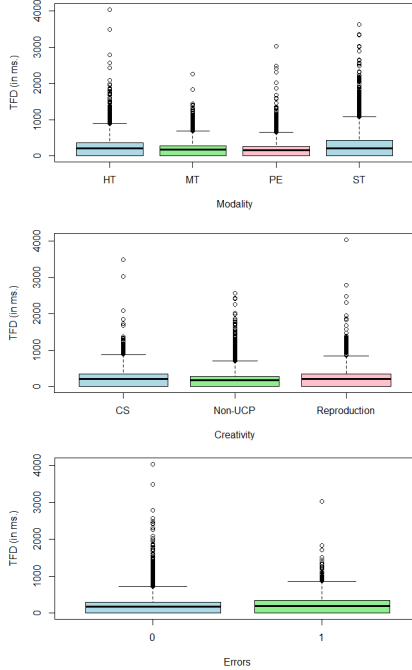 TFD (in ms.)
4000
3000
2000
1000
0
HT MT PE ST
Modality
TFD (in ms.)
4000
3000
2000
1000
0
CS Non-UCP Reproduction
Creativity
TFD (in ms.)
4000
3000
2000
1000
0
0 1
Errors